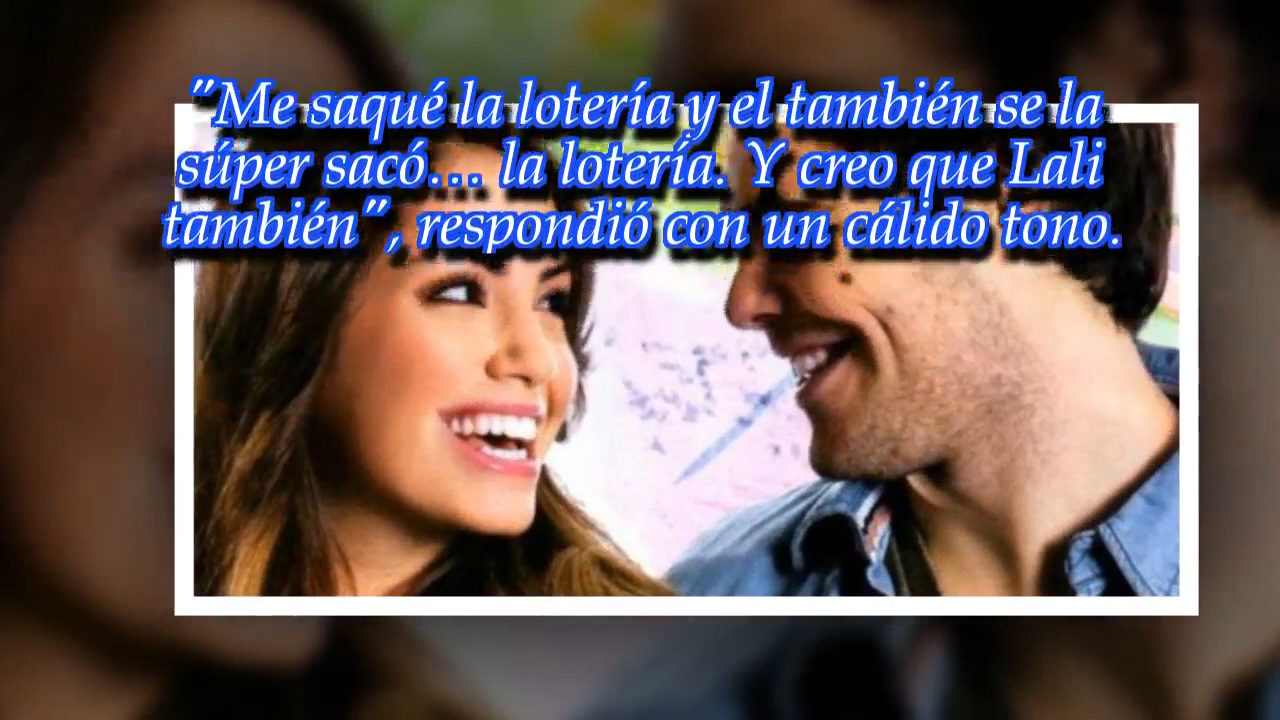 "Me saqué la lotería y el también se la
súper sacó... la lotería. Y creo que Lali
también", respondió con un cálido tono.